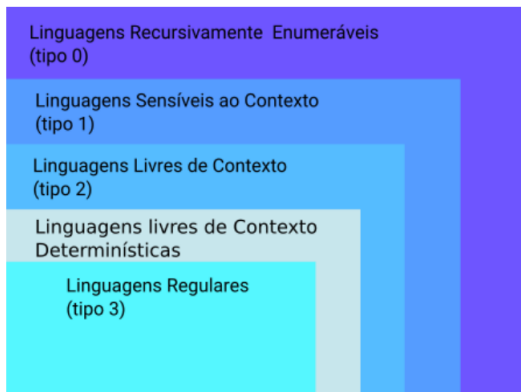 Linguagens Recursivamente Enumeráveis
(tipo 0)
Linguagens Sensíveis ao Contexto
(tipo 1)
Linguagens Livres de Contexto
(tipo 2)
Linguagens livres de Contexto
Determinísticas
Linguagens Regulares
(tipo 3)